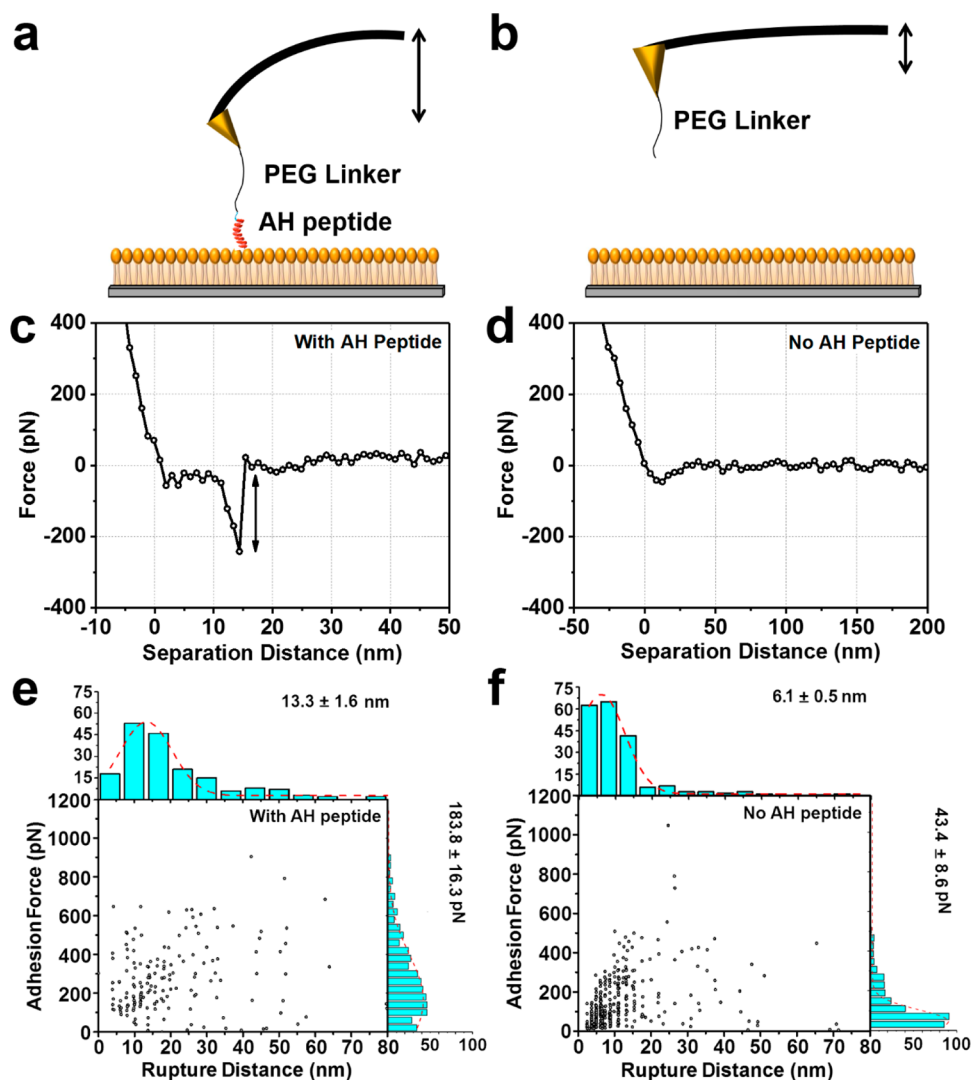 a
PEG Linker
AH peptide
b
PEG Linker
c
With AH Peptide
Force (pN)
400
200
0
-200
-400
-10 0 10 20 30 40 50
Separation Distance (nm)
d
No AH Peptide
Force (pN)
400
200
0
-200
-400
-50 0 50 100 150 200
Separation Distance (nm)
e
13.3 ± 1.6 nm
75
60
45
30
15
With AH peptide
183.8 ± 16.3 pN
Adhesion Force (pN)
1200
1000
800
600
400
200
0
0 10 20 30 40 50 60 70 80 50 100
Rupture Distance (nm)
f
6.1 ± 0.5 nm
75
60
45
30
15
No AH peptide
43.4 ± 8.6 pN
Adhesion Force (pN)
1200
1000
800
600
400
200
0
0 10 20 30 40 50 60 70 80 50 100
Rupture Distance (nm)